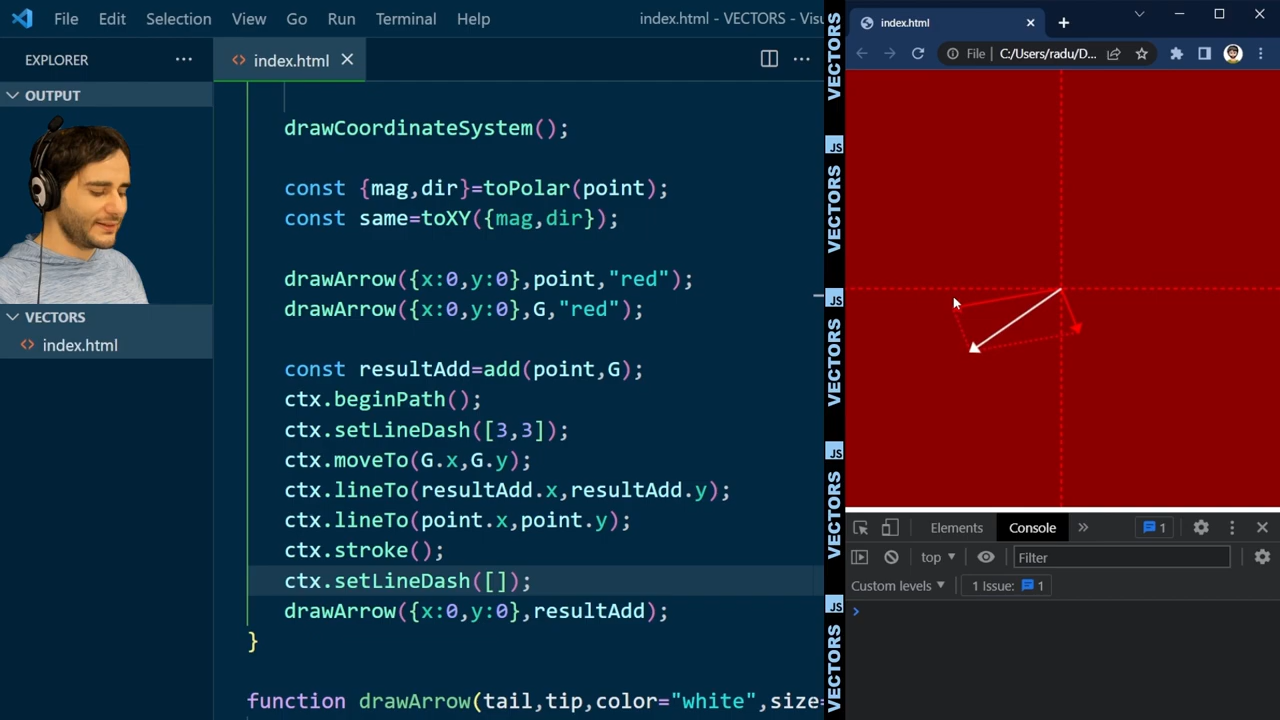 File Edit Selection View Go Run Terminal Help index.html - VECTORS - Visu
EXPLORER ···
index.html
OUTPUT
VECTORS
index.html
drawCoordinateSystem();
const {mag,dir}=toPolar(point);
const same=toXY({mag,dir});
drawArrow({x:0,y:0},point,"red");
drawArrow({x:0,y:0},G,"red");
const resultAdd=add(point,G);
ctx.beginPath();
ctx.setLineDash([3,3]);
ctx.moveTo(G.x,G.y);
ctx.lineTo(resultAdd.x,resultAdd.y);
ctx.lineTo(point.x,point.y);
ctx.stroke();
ctx.setLineDash([]);
drawArrow({x:0,y:0},resultAdd);
}
function drawArrow(tail,tip,color="white",size=
VECTORS
JS
VECTORS
JS
VECTORS
JS
VECTORS
JS
VECTORS
index.html
File C:/Users/radu/D...
Elements Console 1
top Filter
Custom levels 1 Issue: 1